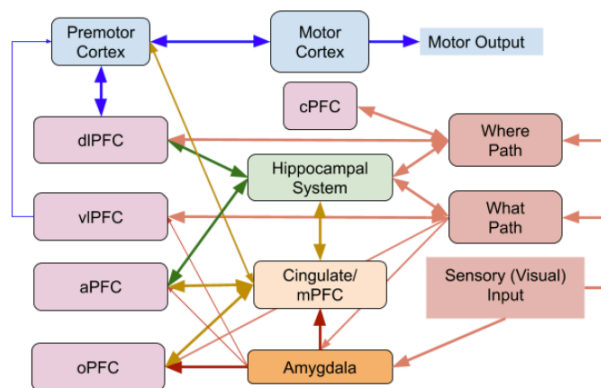 Premotor
Cortex
Motor
Cortex
Motor Output
cPFC
dlPFC
Where
Path
Hippocampal
System
vlPFC
What
Path
aPFC
Cingulate/
mPFC
Sensory (Visual)
Input
oPFC
Amygdala